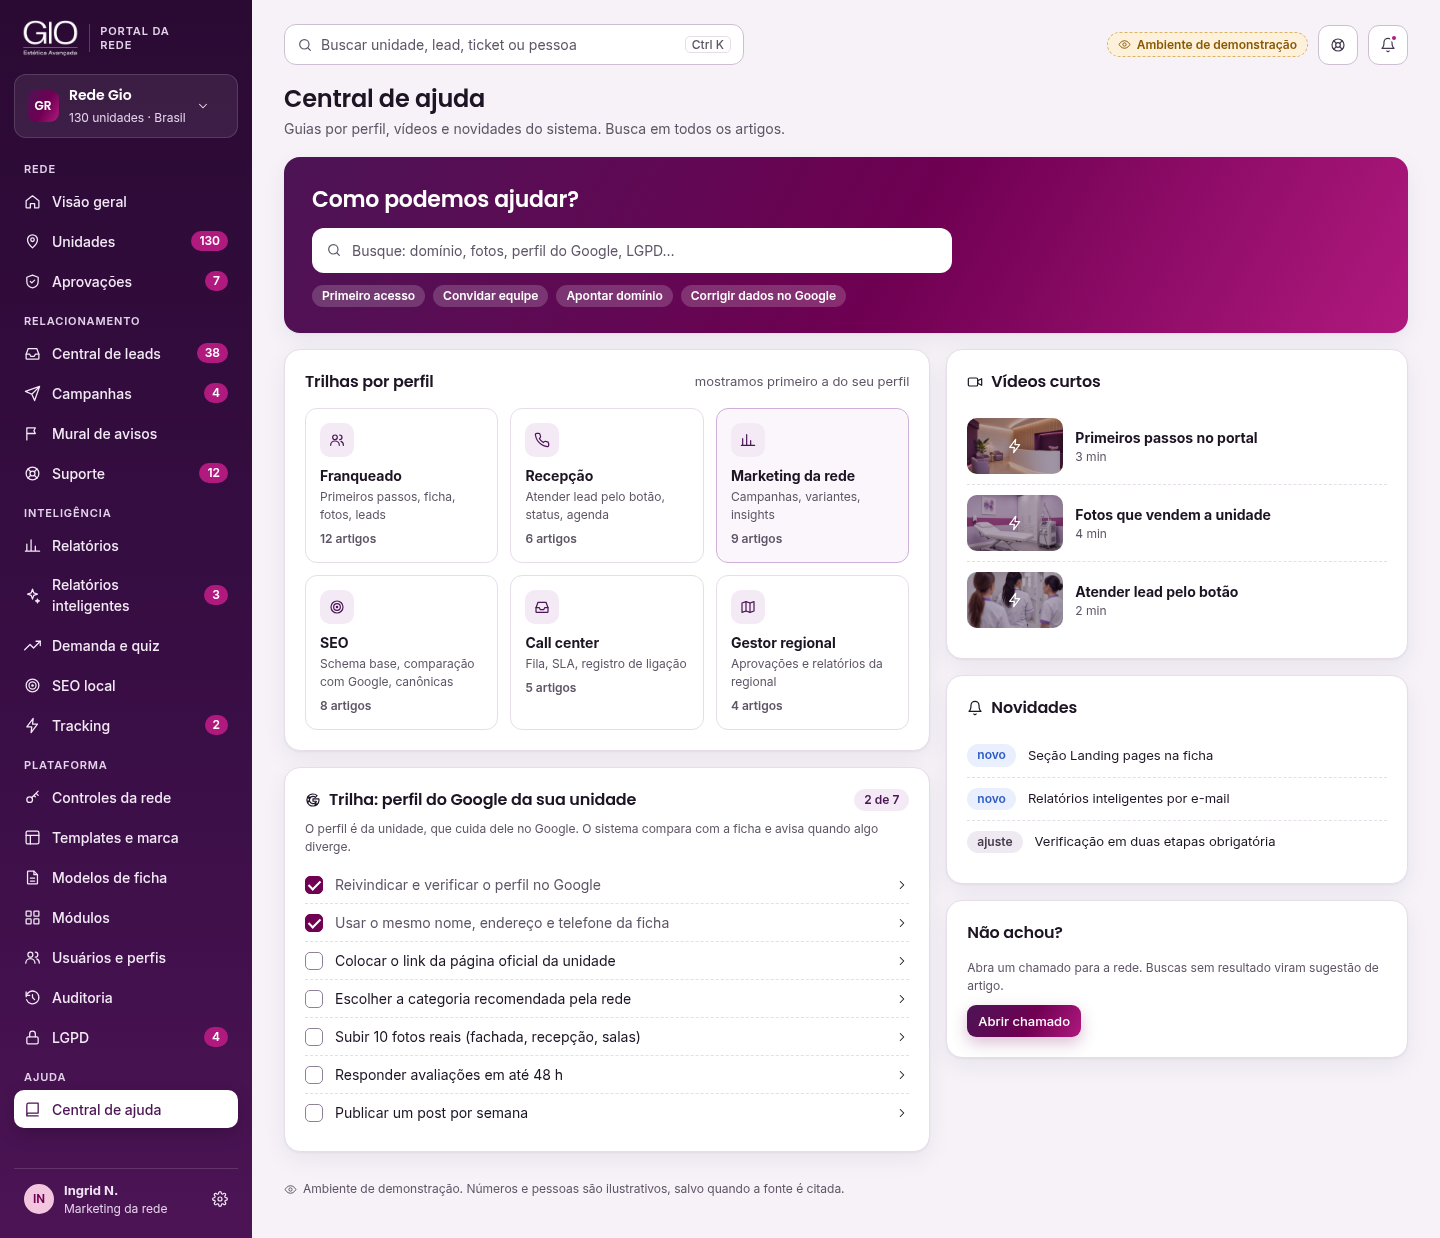 GIO
Estética Avançada
PORTAL DA
REDE
GR
Rede Gio
130 unidades · Brasil
REDE
Visão geral
Unidades 130
Aprovações 7
RELACIONAMENTO
Central de leads 38
Campanhas 4
Mural de avisos
Suporte 12
INTELIGÊNCIA
Relatórios
Relatórios
inteligentes 3
Demanda e quiz
SEO local
Tracking 2
PLATAFORMA
Controles da rede
Templates e marca
Modelos de ficha
Módulos
Usuários e perfis
Auditoria
LGPD 4
AJUDA
Central de ajuda
IN
Ingrid N.
Marketing da rede
Buscar unidade, lead, ticket ou pessoa Ctrl K
Ambiente de demonstração
Central de ajuda
Guias por perfil, vídeos e novidades do sistema. Busca em todos os artigos.
Como podemos ajudar?
Busque: domínio, fotos, perfil do Google, LGPD...
Primeiro acesso Convidar equipe Apontar domínio Corrigir dados no Google
Trilhas por perfil mostramos primeiro a do seu perfil
Franqueado
Primeiros passos, ficha,
fotos, leads
12 artigos
Recepção
Atender lead pelo botão,
status, agenda
6 artigos
Marketing da rede
Campanhas, variantes,
insights
9 artigos
SEO
Schema base, comparação
com Google, canônicas
8 artigos
Call center
Fila, SLA, registro de ligação
5 artigos
Gestor regional
Aprovações e relatórios da
regional
4 artigos
Trilha: perfil do Google da sua unidade 2 de 7
O perfil é da unidade, que cuida dele no Google. O sistema compara com a ficha e avisa quando algo
diverge.
Reivindicar e verificar o perfil no Google
Usar o mesmo nome, endereço e telefone da ficha
Colocar o link da página oficial da unidade
Escolher a categoria recomendada pela rede
Subir 10 fotos reais (fachada, recepção, salas)
Responder avaliações em até 48 h
Publicar um post por semana
Vídeos curtos
Primeiros passos no portal
3 min
Fotos que vendem a unidade
4 min
Atender lead pelo botão
2 min
Novidades
novo Seção Landing pages na ficha
novo Relatórios inteligentes por e-mail
ajuste Verificação em duas etapas obrigatória
Não achou?
Abra um chamado para a rede. Buscas sem resultado viram sugestão de
artigo.
Abrir chamado
Ambiente de demonstração. Números e pessoas são ilustrativos, salvo quando a fonte é citada.